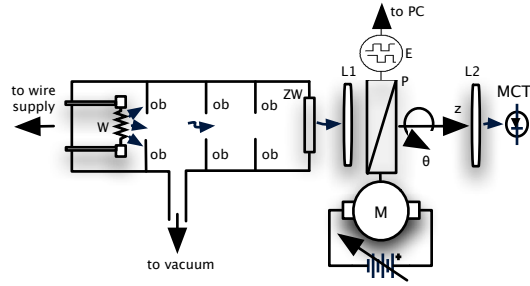 to PC
E
L1
P
L2
MCT
to wire
supply
ZW
W
ob
ob
ob
z
ob
ob
ob
θ
M
+
to vacuum